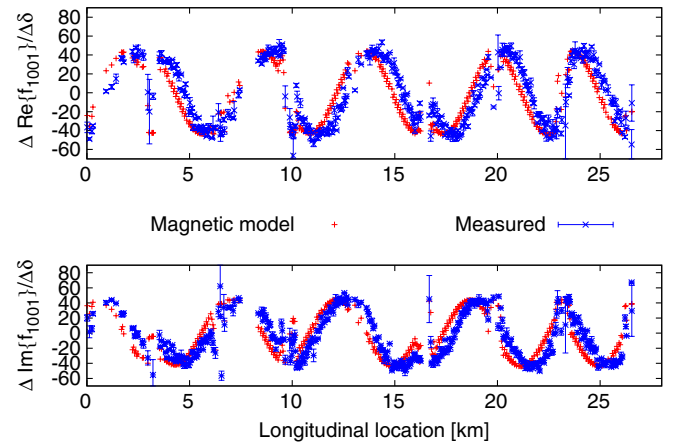 Δ Re{f1001}/Δδ
80
60
40
20
0
-20
-40
-60
0 5 10 15 20 25
Magnetic model Measured
Δ Im{f1001}/Δδ
80
60
40
20
0
-20
-40
-60
0 5 10 15 20 25
Longitudinal location [km]